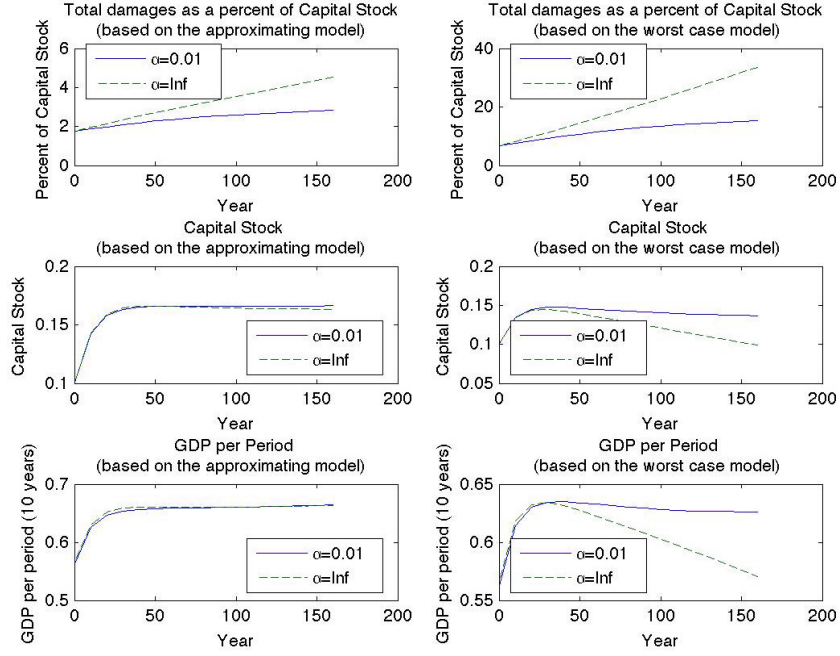 Total damages as a percent of Capital Stock
(based on the approximating model)
6
4
2
0
Percent of Capital Stock
α=0.01
α=Inf
0
50
100
150
200
Year
Total damages as a percent of Capital Stock
(based on the worst case model)
40
20
0
Percent of Capital Stock
α=0.01
α=Inf
0
50
100
150
200
Year
Capital Stock
(based on the approximating model)
0.2
0.15
0.1
Capital Stock
α=0.01
α=Inf
0
50
100
150
200
Year
Capital Stock
(based on the worst case model)
0.2
0.15
0.1
0.05
Capital Stock
α=0.01
α=Inf
0
50
100
150
200
Year
GDP per Period
(based on the approximating model)
0.7
0.6
0.5
GDP per period (10 years)
α=0.01
α=Inf
0
50
100
150
200
Year
GDP per Period
(based on the worst case model)
0.65
0.6
0.55
GDP per period (10 years)
α=0.01
α=Inf
0
50
100
150
200
Year